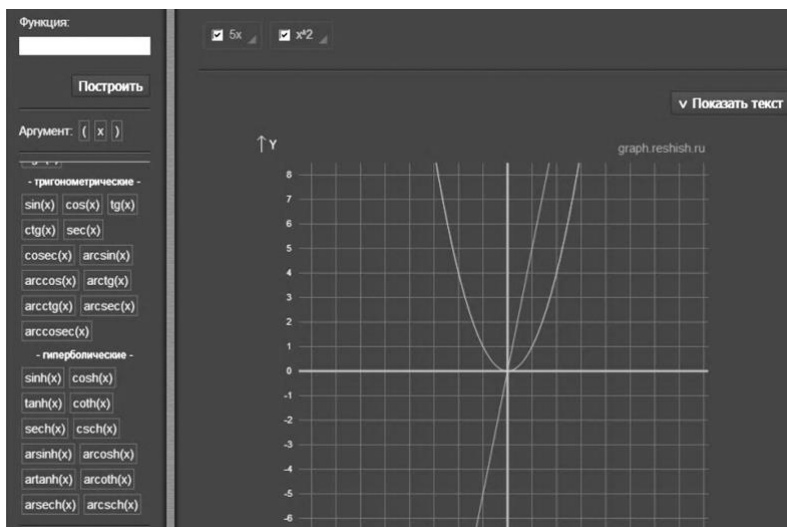 Функция:
Построить
Аргумент: ( x )
- тригонометрические -
sin(x) cos(x) tg(x)
ctg(x) sec(x)
cosec(x) arcsin(x)
arccos(x) arctg(x)
arcctg(x) arcsec(x)
arccosec(x)
- гиперболические -
sinh(x) cosh(x)
tanh(x) coth(x)
sech(x) csch(x)
arsinh(x) arcosh(x)
artanh(x) arcoth(x)
arsech(x) arcsch(x)
5x x^2
v Показать текст
↑Y
graph.reshish.ru
8
7
6
5
4
3
2
1
0
-1
-2
-3
-4
-5
-6